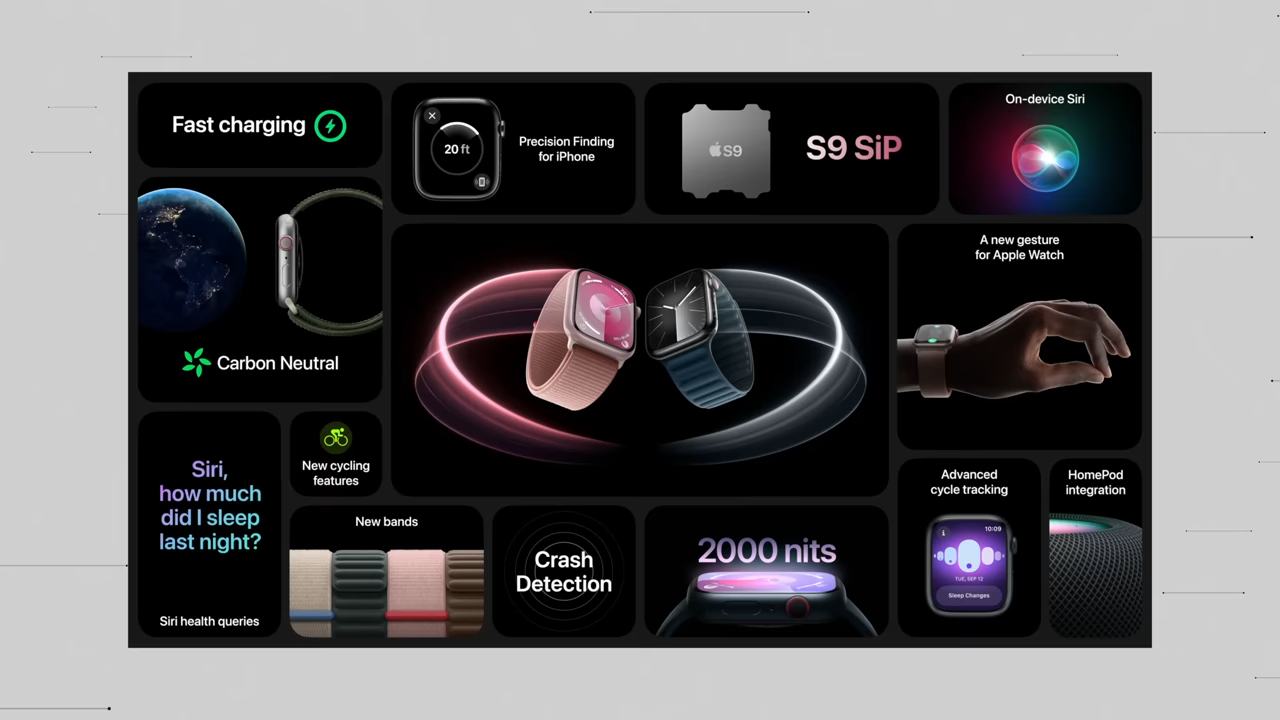 Fast charging
20 ft
Precision Finding
for iPhone
S9
S9 SiP
On-device Siri
Carbon Neutral
A new gesture
for Apple Watch
Siri,
how much
did I sleep
last night?
Siri health queries
New cycling
features
New bands
Crash
Detection
2000 nits
Advanced
cycle tracking
10:09
TUE, SEP 12
Sleep Changes
HomePod
integration